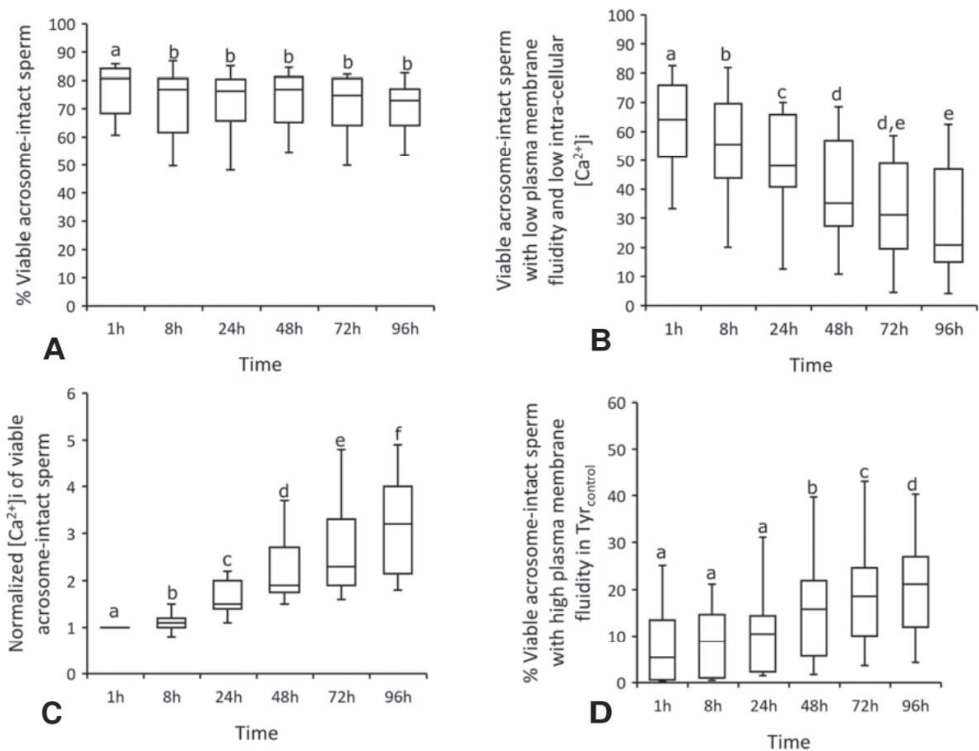 % Viable acrosome-intact sperm
100
90
80
70
60
50
40
30
20
10
0
a
b
b
b
b
b
1h
8h
24h
48h
72h
96h
A
Time
Viable acrosome-intact sperm
with low plasma membrane
fluidity and low intra-cellular
[Ca²⁺]i
100
90
80
70
60
50
40
30
20
10
0
a
b
c
d
d,e
e
1h
8h
24h
48h
72h
96h
B
Time
Normalized [Ca²⁺]i of viable
acrosome-intact sperm
6
5
4
3
2
1
0
a
b
c
d
e
f
1h
8h
24h
48h
72h
96h
C
Time
% Viable acrosome-intact sperm
with high plasma membrane
fluidity in Tyrcontrol
60
50
40
30
20
10
0
a
a
a
b
c
d
1h
8h
24h
48h
72h
96h
D
Time